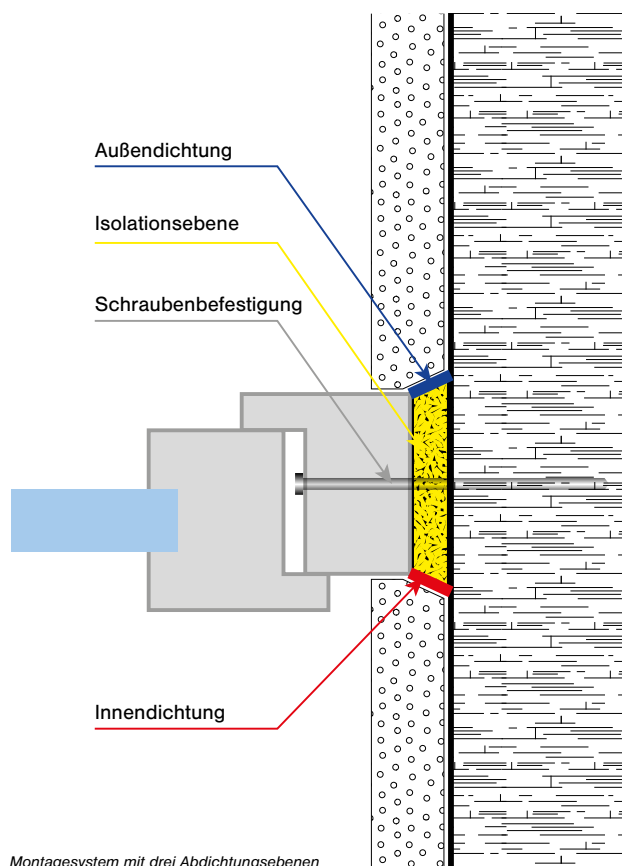 Außendichtung
Isolationsebene
Schraubenbefestigung
Innendichtung
Montagesystem mit drei Abdichtungsebenen